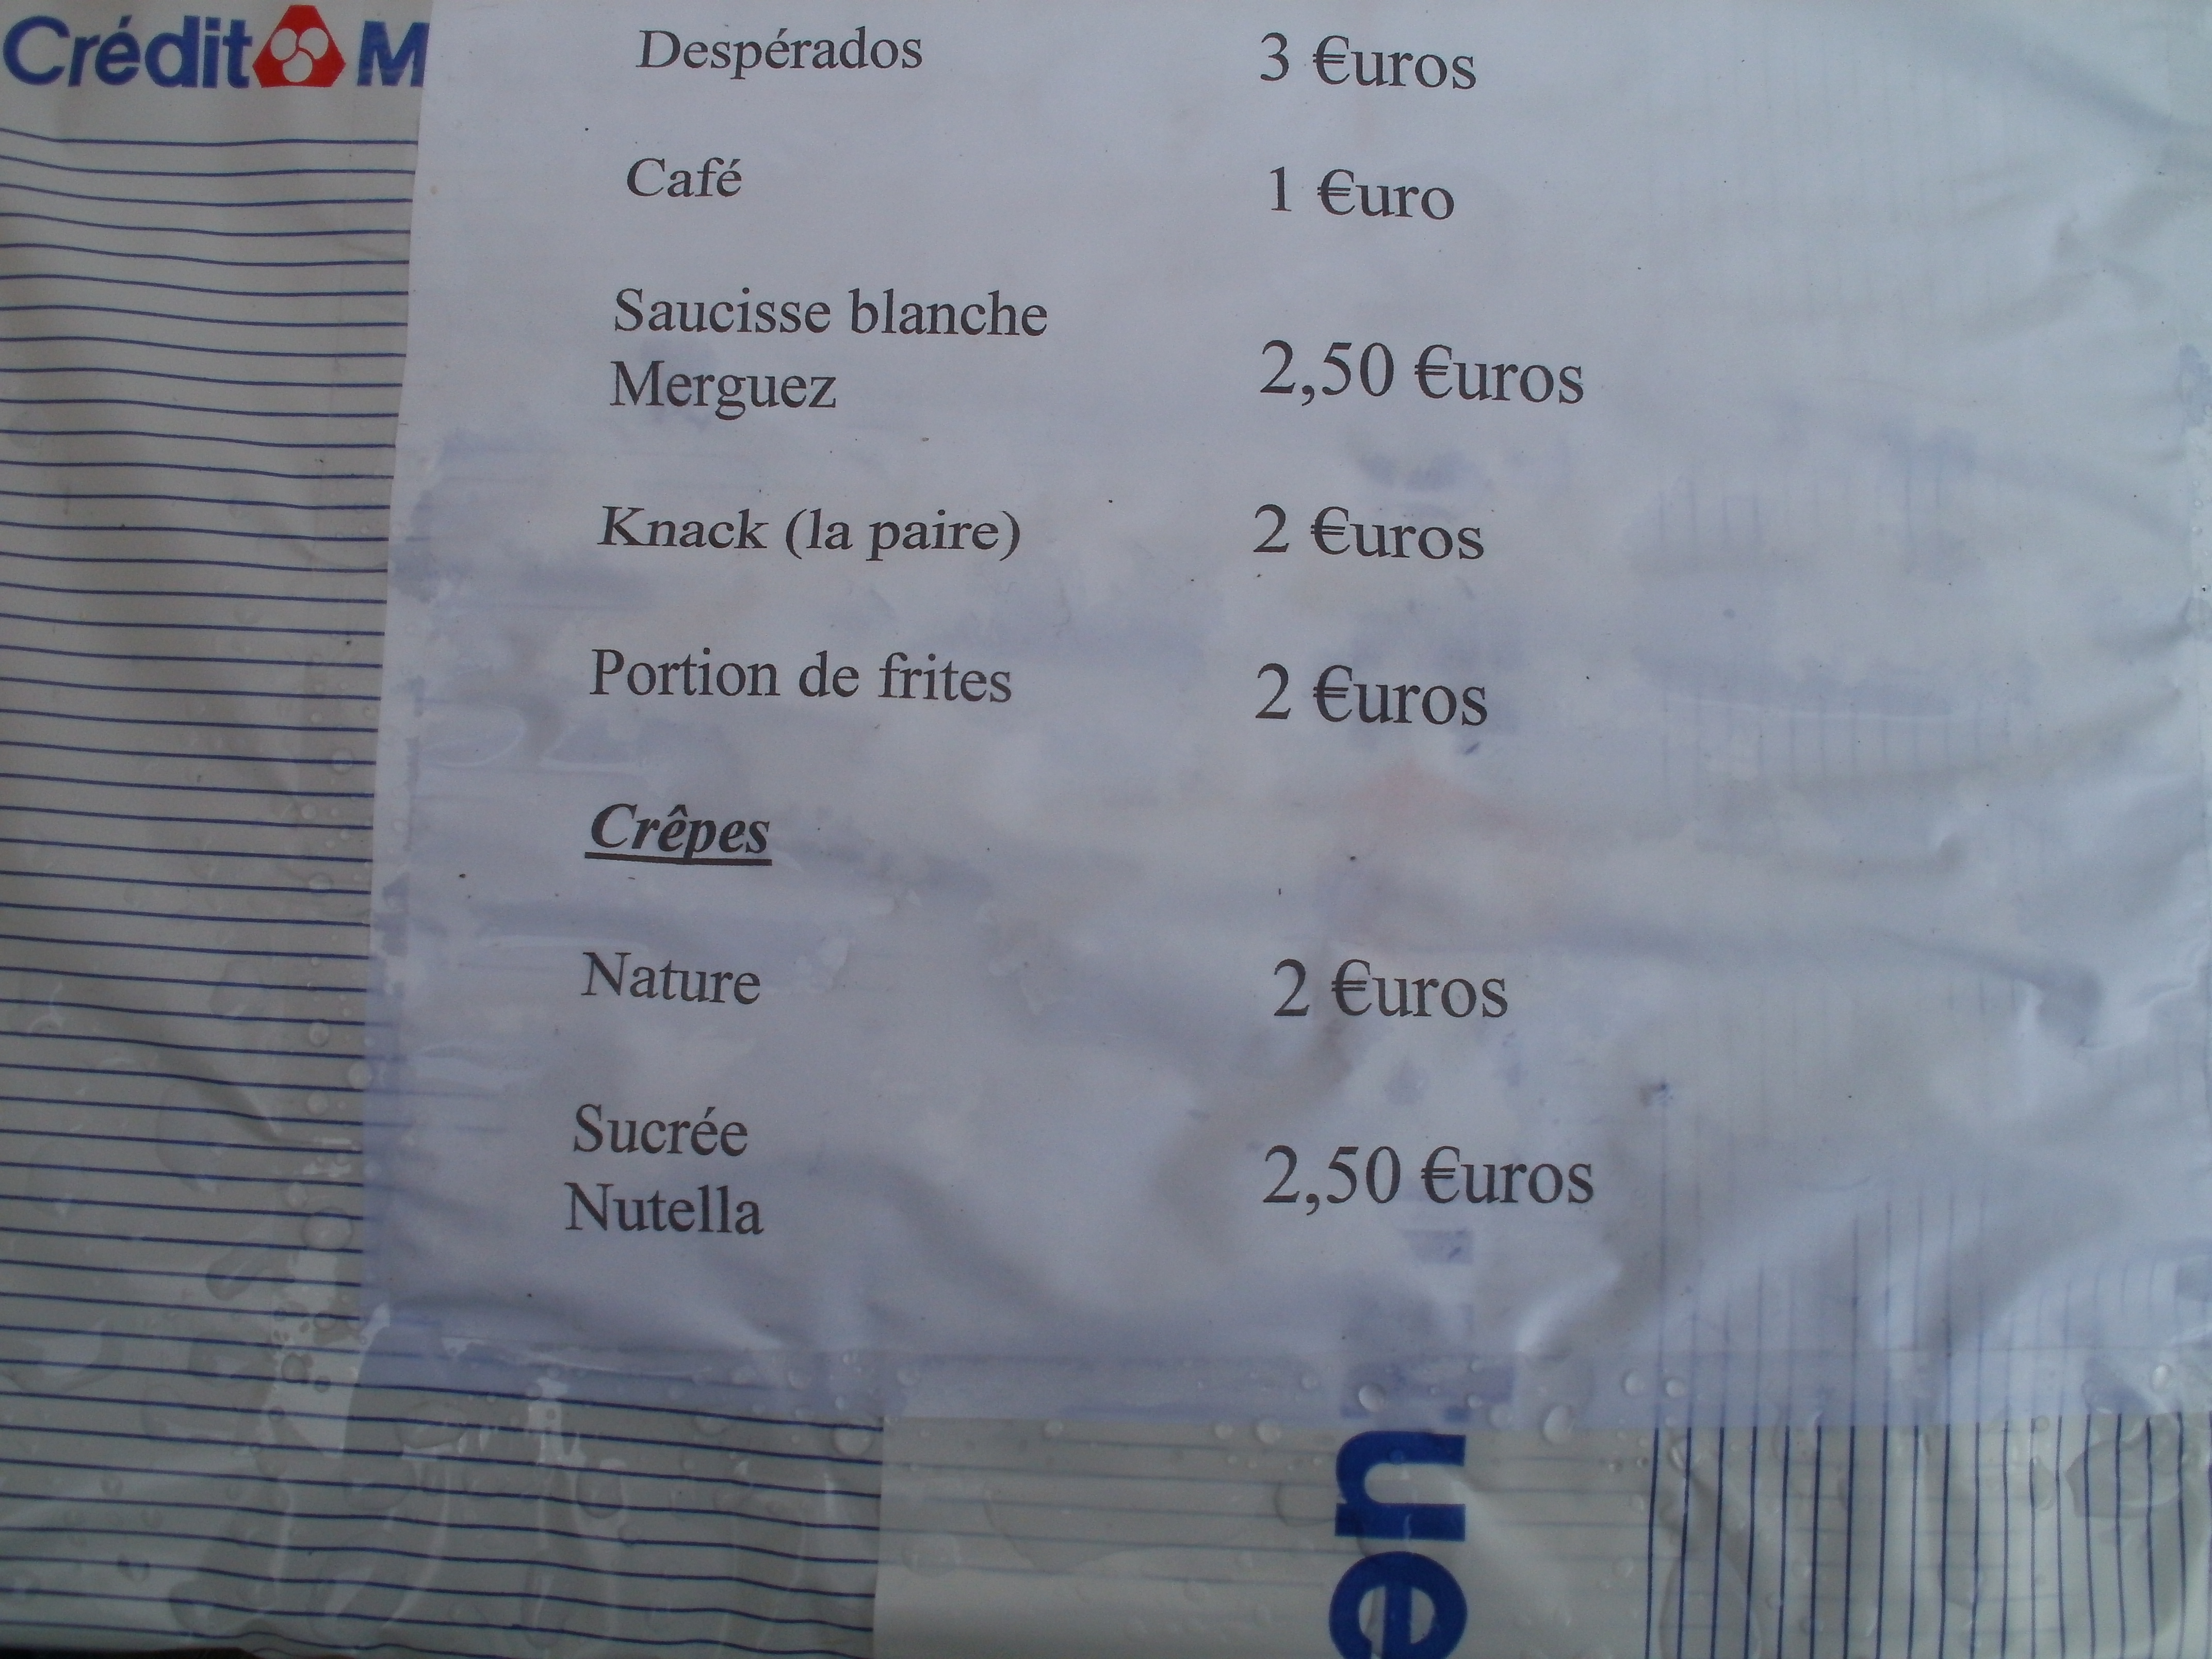 Crédit M
Despérados 3 €uros
Café 1 €uro
Saucisse blanche
Merguez 2,50 €uros
Knack (la paire) 2 €uros
Portion de frites 2 €uros
Crêpes
Nature 2 €uros
Sucrée
Nutella 2,50 €uros
ue